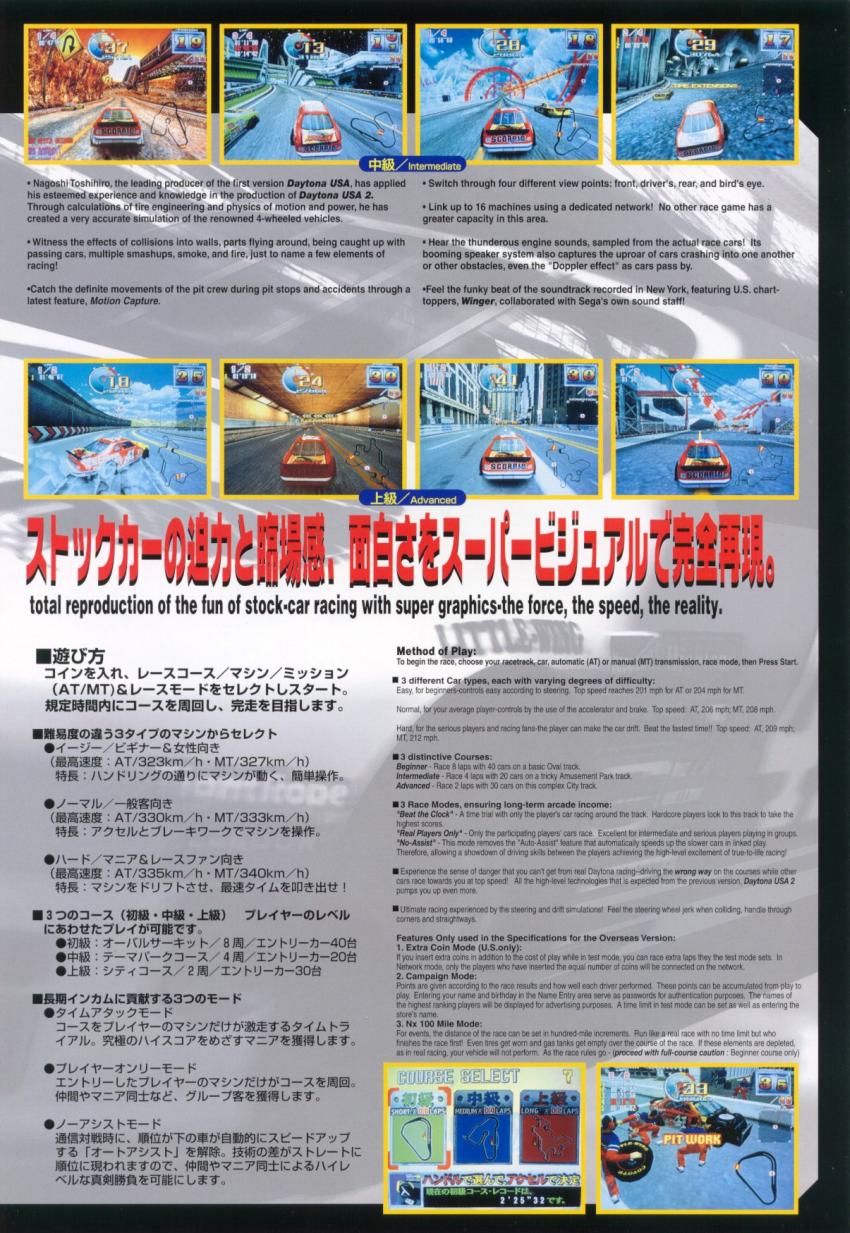 中級／Intermediate
• Nagoshi Toshihiro, the leading producer of the first version Daytona USA, has applied
his esteemed experience and knowledge in the production of Daytona USA 2.
Through calculations of tire engineering and physics of motion and power, he has
created a very accurate simulation of the renowned 4-wheeled vehicles.
• Witness the effects of collisions into walls, parts flying around, being caught up with
passing cars, multiple smashups, smoke, and fire, just to name a few elements of
racing!
•Catch the definite movements of the pit crew during pit stops and accidents through a
latest feature, Motion Capture.
• Switch through four different view points: front, driver's, rear, and bird's eye.
• Link up to 16 machines using a dedicated network! No other race game has a
greater capacity in this area.
• Hear the thunderous engine sounds, sampled from the actual race cars! Its
booming speaker system also captures the uproar of cars crashing into one another
or other obstacles, even the "Doppler effect" as cars pass by.
•Feel the funky beat of the soundtrack recorded in New York, featuring U.S. chart-
toppers, Winger, collaborated with Sega's own sound staff!
上級／Advanced
ストックカーの迫力と臨場感、面白さをスーパービジュアルで完全再現。
total reproduction of the fun of stock-car racing with super graphics-the force, the speed, the reality.
■遊び方
コインを入れ、レースコース／マシン／ミッション
（AT/MT）&レースモードをセレクトしスタート。
規定時間内にコースを周回し、完走を目指します。
■難易度の違う3タイプのマシンからセレクト
●イージー／ビギナー＆女性向き
（最高速度：AT/323km／h・MT/327km／h）
特長：ハンドリングの通りにマシンが動く、簡単操作。
●ノーマル／一般客向き
（最高速度：AT/330km／h・MT/333km／h）
特長：アクセルとブレーキワークでマシンを操作。
●ハード／マニア＆レースファン向き
（最高速度：AT/335km／h・MT/340km／h）
特長：マシンをドリフトさせ、最速タイムを叩き出せ！
■３つのコース（初級・中級・上級） プレイヤーのレベル
にあわせたプレイが可能です。
●初級：オーバルサーキット／８周／エントリーカー40台
●中級：テーマパークコース／４周／エントリーカー20台
●上級：シティコース／２周／エントリーカー30台
■長期インカムに貢献する3つのモード
●タイムアタックモード
コースをプレイヤーのマシンだけが激走するタイムトラ
イアル。究極のハイスコアをめざすマニアを獲得します。
●プレイヤーオンリーモード
エントリーしたプレイヤーのマシンだけがコースを周回。
仲間やマニア同士など、グループ客を獲得します。
●ノーアシストモード
通信対戦時に、順位が下の車が自動的にスピードアップ
する「オートアシスト」を解除。技術の差がストレートに
順位に現われますので、仲間やマニア同士によるハイレ
ベルな真剣勝負を可能にします。
Method of Play:
To begin the race, choose your racetrack, car, automatic (AT) or manual (MT) transmission, race mode, then Press Start.
■ 3 different Car types, each with varying degrees of difficulty:
Easy, for beginners-controls easy according to steering. Top speed reaches 201 mph for AT or 204 mph for MT.
Normal, for your average player-controls by the use of the accelerator and brake. Top speed: AT, 206 mph; MT, 208 mph.
Hard, for the serious players and racing fans-the player can make the car drift. Beat the fastest time!! Top speed: AT, 209 mph;
MT, 212 mph.
■3 distinctive Courses:
Beginner - Race 8 laps with 40 cars on a basic Oval track.
Intermediate - Race 4 laps with 20 cars on a tricky Amusement Park track.
Advanced - Race 2 laps with 30 cars on this complex City track.
■3 Race Modes, ensuring long-term arcade income:
"Beat the Clock" - A time trial with only the player's car racing around the track. Hardcore players look to this track to take the
highest scores.
"Real Players Only" - Only the participating players' cars race. Excellent for intermediate and serious players playing in groups.
"No-Assist" - This mode removes the "Auto-Assist" feature that automatically speeds up the slower cars in linked play.
Therefore, allowing a showdown of driving skills between the players achieving the high-level excitement of true-to-life racing!
■Experience the sense of danger that you can't get from real Daytona racing--driving the wrong way on the courses while other
cars race towards you at top speed! All the high-level technologies that is expected from the previous version, Daytona USA 2
pumps you up even more.
■Ultimate racing experienced by the steering and drift simulations! Feel the steering wheel jerk when colliding, handle through
corners and straightways.
Features Only used in the Specifications for the Overseas Version:
1. Extra Coin Mode (U.S.only):
If you insert extra coins in addition to the cost of play while in test mode, you can race extra laps they the test mode sets. In
Network mode, only the players who have inserted the equal number of coins will be connected on the network.
2. Campaign Mode:
Points are given according to the race results and how well each driver performed. These points can be accumulated from play to
play. Entering your name and birthday in the Name Entry area serve as passwords for authentication purposes. The names of
the highest ranking players will be displayed for advertising purposes. A time limit in test mode can be set as well as entering the
store's name.
3. Nx 100 Mile Mode:
For events, the distance of the race can be set in hundred-mile increments. Run like a real race with no time limit but who
finishes the race first! Even tires get worn and gas tanks get empty over the course of the race. If these elements are depleted,
as in real racing, your vehicle will not perform. As the race rules go - (proceed with full-course caution : Beginner course only)
COURSE SELECT 7
初級 中級 上級
ハンドルで選んで、アクセルで決定
現在の初級コース・レコードは、
2'25"32です。
33
35
PIT WORK